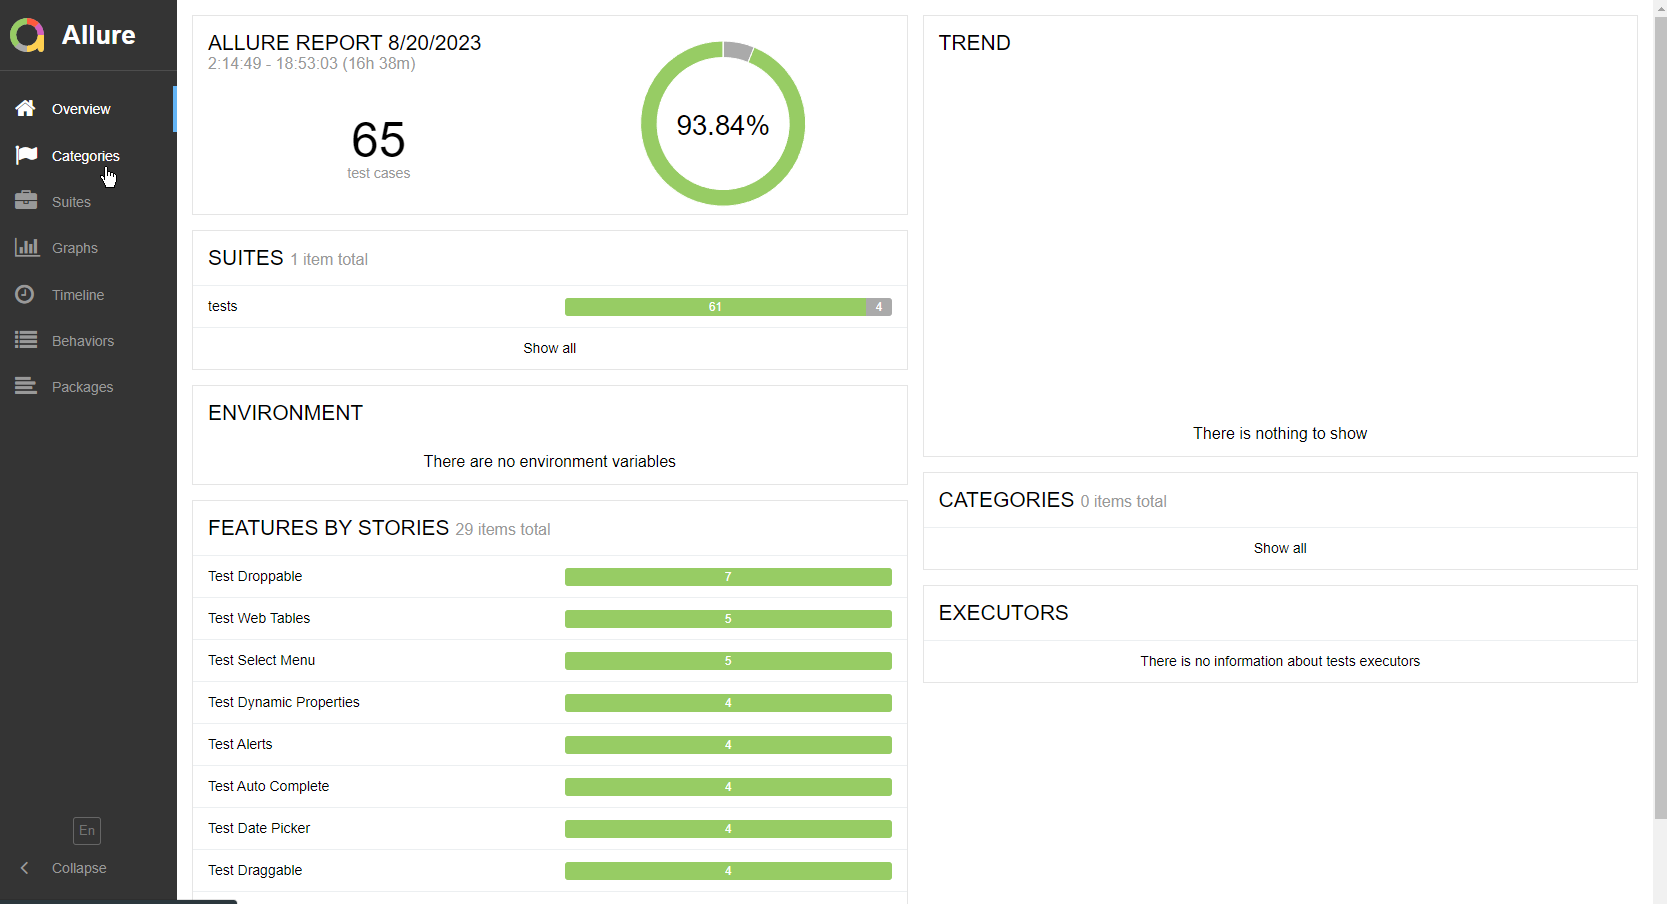 Allure
Overview
Categories
Suites
Graphs
Timeline
Behaviors
Packages
En
Collapse
ALLURE REPORT 8/20/2023
2:14:49 - 18:53:03 (16h 38m)
65
test cases
93.84%
SUITES 1 item total
tests 61 4
Show all
ENVIRONMENT
There are no environment variables
FEATURES BY STORIES 29 items total
Test Droppable 7
Test Web Tables 5
Test Select Menu 5
Test Dynamic Properties 4
Test Alerts 4
Test Auto Complete 4
Test Date Picker 4
Test Draggable 4
TREND
There is nothing to show
CATEGORIES 0 items total
Show all
EXECUTORS
There is no information about tests executors